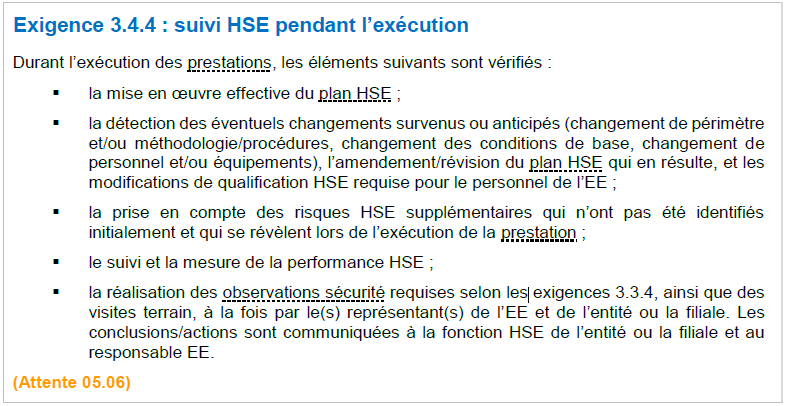 Exigence 3.4.4 : suivi HSE pendant l’exécution
Durant l’exécution des prestations, les éléments suivants sont vérifiés :
▪ la mise en œuvre effective du plan HSE ;
▪ la détection des éventuels changements survenus ou anticipés (changement de périmètre
et/ou méthodologie/procédures, changement des conditions de base, changement de
personnel et/ou équipements), l’amendement/révision du plan HSE qui en résulte, et les
modifications de qualification HSE requise pour le personnel de l’EE ;
▪ la prise en compte des risques HSE supplémentaires qui n’ont pas été identifiés
initialement et qui se révèlent lors de l’exécution de la prestation ;
▪ le suivi et la mesure de la performance HSE ;
▪ la réalisation des observations sécurité requises selon les exigences 3.3.4, ainsi que des
visites terrain, à la fois par le(s) représentant(s) de l’EE et de l’entité ou la filiale. Les
conclusions/actions sont communiquées à la fonction HSE de l’entité ou la filiale et au
responsable EE.
(Attente 05.06)